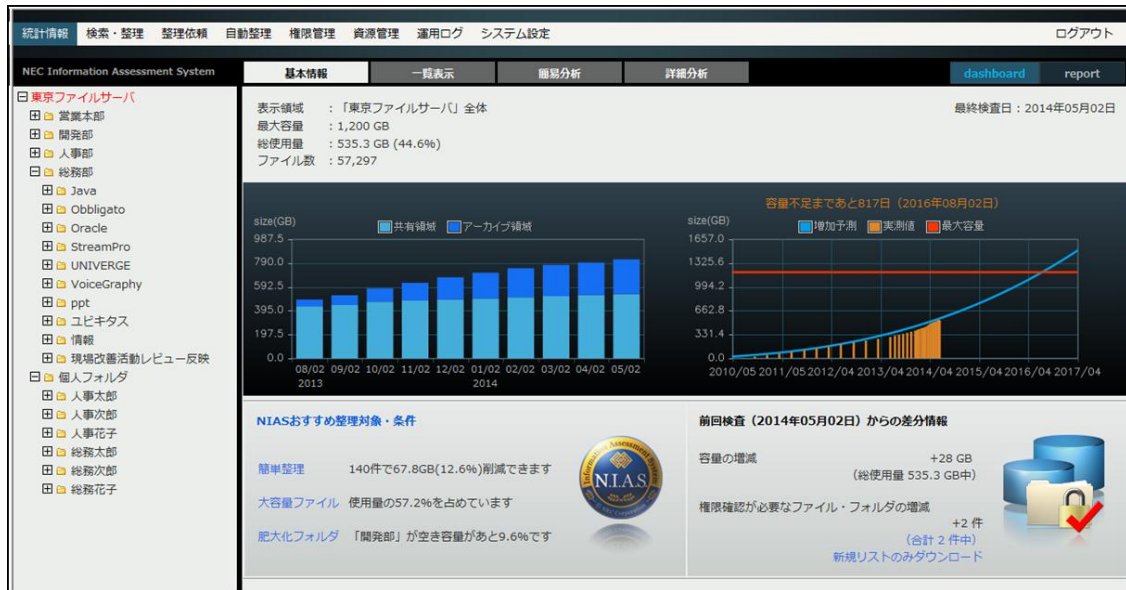 統計情報 検索・整理 整理依頼 自動整理 権限管理 資源管理 運用ログ システム設定 ログアウト
NEC Information Assessment System 基本情報 一覧表示 簡易分析 詳細分析 dashboard report
東京ファイルサーバ
営業本部
開発部
人事部
総務部
Java
Obbligato
Oracle
StreamPro
UNIVERGE
VoiceGraphy
ppt
ユビキタス
情報
現場改善活動レビュー反映
個人フォルダ
人事太郎
人事次郎
人事花子
総務太郎
総務次郎
総務花子
表示領域 : 「東京ファイルサーバ」全体 最終検査日:2014年05月02日
最大容量 : 1,200 GB
総使用量 : 535.3 GB (44.6%)
ファイル数 : 57,297
size(GB) 共有領域 アーカイブ領域
987.5
790.0
592.5
395.0
197.5
0.0
08/02 09/02 10/02 11/02 12/02 01/02 02/02 03/02 04/02 05/02
2013 2014
容量不足まであと817日(2016年08月02日)
size(GB) 増加予測 実測値 最大容量
1657.0
1325.6
994.2
662.8
331.4
0.0
2010/05 2011/05 2012/04 2013/04 2014/04 2015/04 2016/04 2017/04
NIASおすすめ整理対象・条件
簡単整理 140件で67.8GB(12.6%)削減できます
大容量ファイル 使用量の57.2%を占めています
肥大化フォルダ 「開発部」が空き容量があと9.6%です
Information Assessment System
N.I.A.S.
© NEC Corporation
前回検査(2014年05月02日)からの差分情報
容量の増減 +28 GB
(総使用量 535.3 GB中)
権限確認が必要なファイル・フォルダの増減
+2 件
(合計 2 件中)
新規リストのみダウンロード